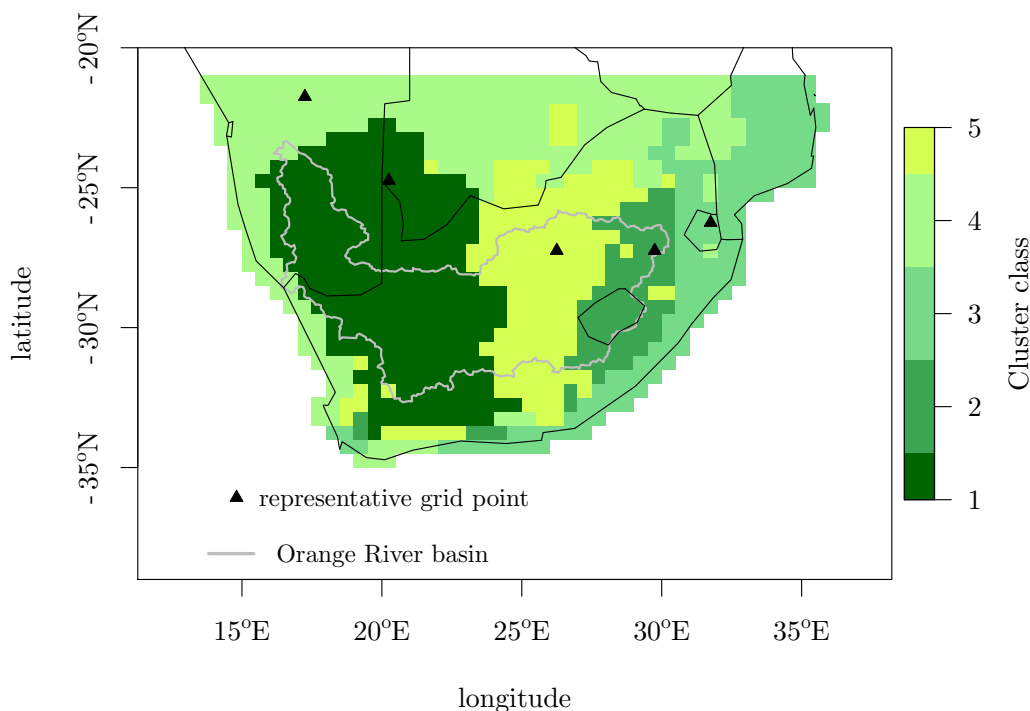 - 20°N
- 25°N
- 30°N
- 35°N
latitude
15°E
20°E
25°E
30°E
35°E
longitude
representative grid point
Orange River basin
5
4
3
2
1
Cluster class